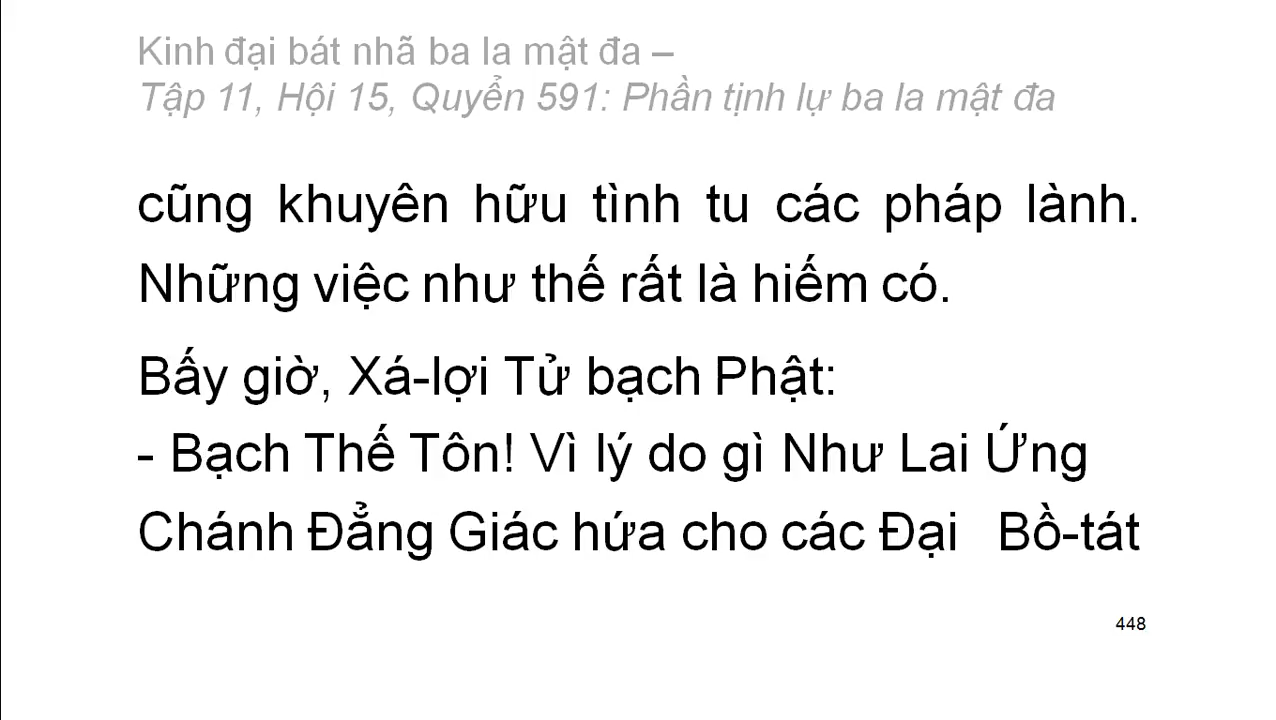 Kinh đại bát nhã ba la mật đa –
Tập 11, Hội 15, Quyển 591: Phần tịnh lự ba la mật đa
cũng khuyên hữu tình tu các pháp lành.
Những việc như thế rất là hiếm có.
Bấy giờ, Xá-lợi Tử bạch Phật:
- Bạch Thế Tôn! Vì lý do gì Như Lai Ứng
Chánh Đẳng Giác hứa cho các Đại Bồ-tát
448